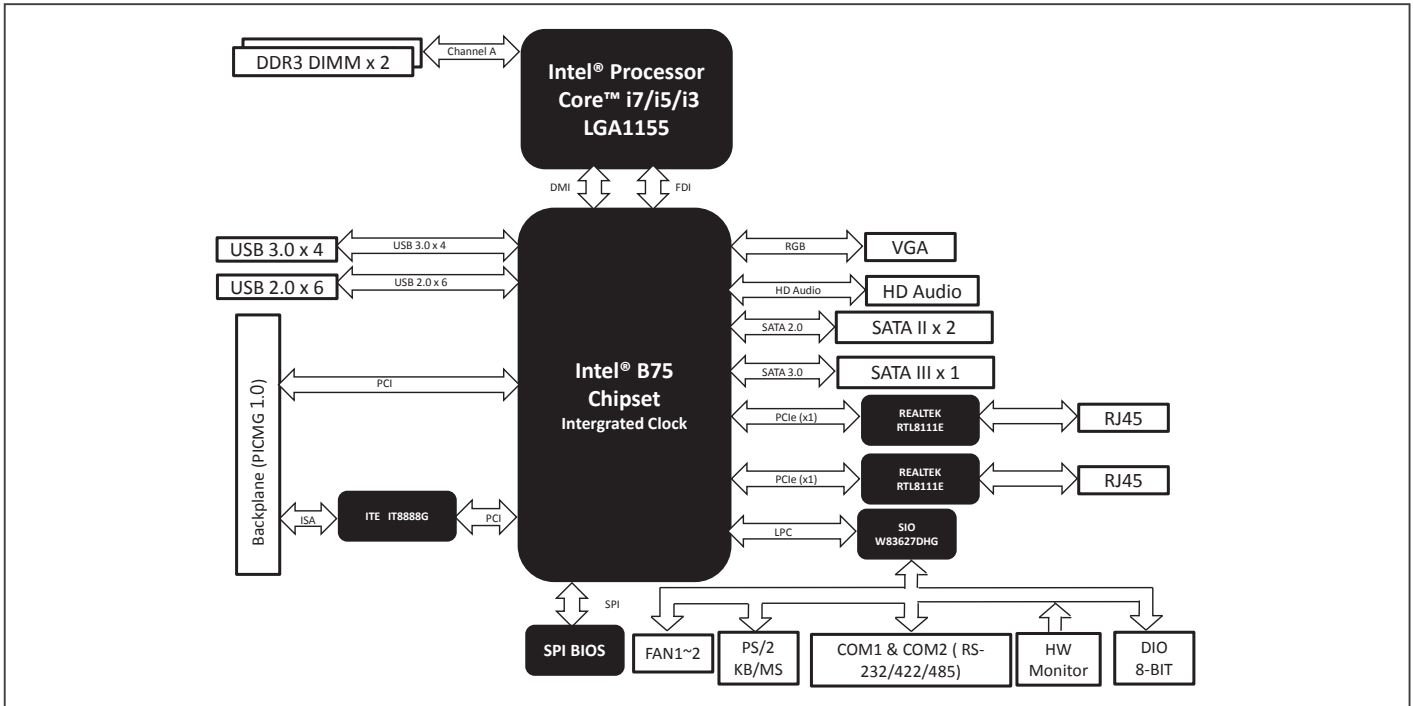 DDR3 DIMM x 2
Channel A
Intel® Processor
Core™ i7/i5/i3
LGA1155
DMI
FDI
USB 3.0 x 4
USB 3.0 x 4
USB 2.0 x 6
USB 2.0 x 6
Backplane (PICMG 1.0)
PCI
ISA
ITE IT8888G
PCI
Intel® B75
Chipset
Intergrated Clock
RGB
VGA
HD Audio
HD Audio
SATA 2.0
SATA II x 2
SATA 3.0
SATA III x 1
PCIe (x1)
REALTEK
RTL8111E
RJ45
PCIe (x1)
REALTEK
RTL8111E
RJ45
LPC
SIO
W83627DHG
SPI
SPI BIOS
FAN1~2
PS/2
KB/MS
COM1 & COM2 ( RS-
232/422/485)
HW
Monitor
DIO
8-BIT